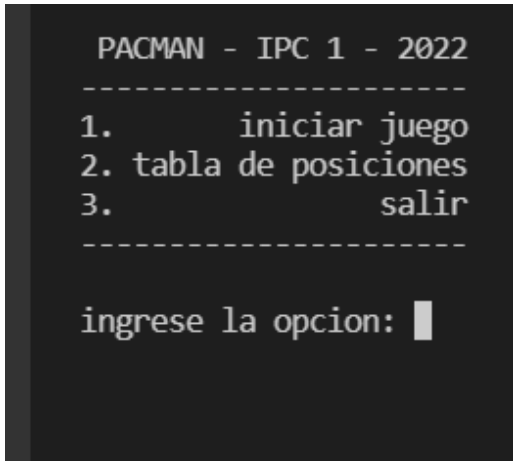 PACMAN - IPC 1 - 2022
----------------------
1. iniciar juego
2. tabla de posiciones
3. salir
----------------------
ingrese la opcion: